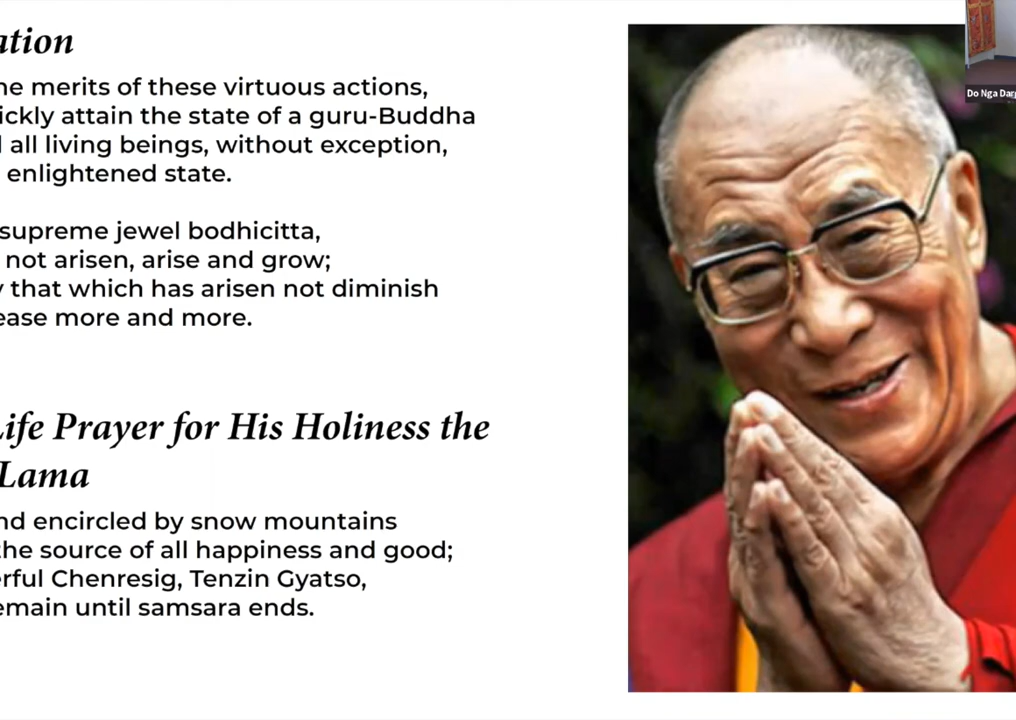 ation
he merits of these virtuous actions,
ickly attain the state of a guru-Buddha
all living beings, without exception,
enlightened state.
supreme jewel bodhicitta,
not arisen, arise and grow;
y that which has arisen not diminish
ease more and more.
Life Prayer for His Holiness the
Lama
nd encircled by snow mountains
the source of all happiness and good;
erful Chenresig, Tenzin Gyatso,
emain until samsara ends.
Do Nga Darg